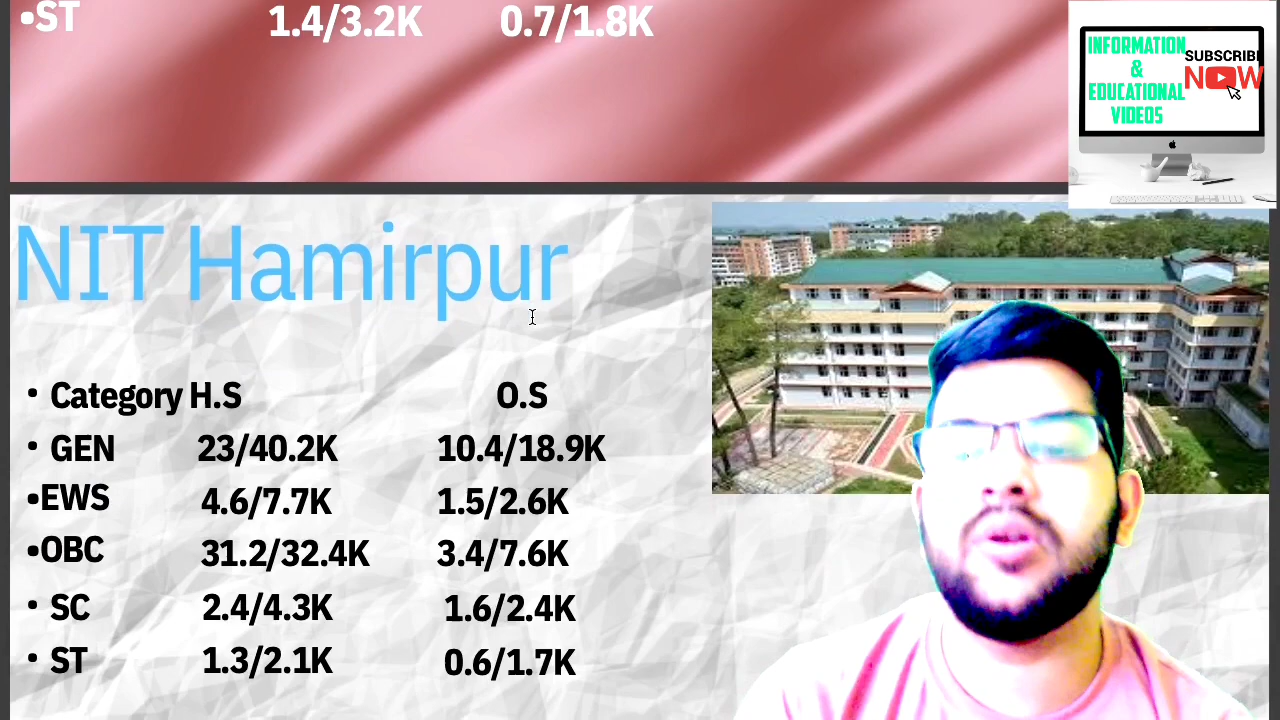 •ST 1.4/3.2K 0.7/1.8K
INFORMATION
&
EDUCATIONAL
VIDEOS
SUBSCRIBE
NOW
NIT Hamirpur
• Category H.S O.S
• GEN 23/40.2K 10.4/18.9K
•EWS 4.6/7.7K 1.5/2.6K
•OBC 31.2/32.4K 3.4/7.6K
• SC 2.4/4.3K 1.6/2.4K
• ST 1.3/2.1K 0.6/1.7K